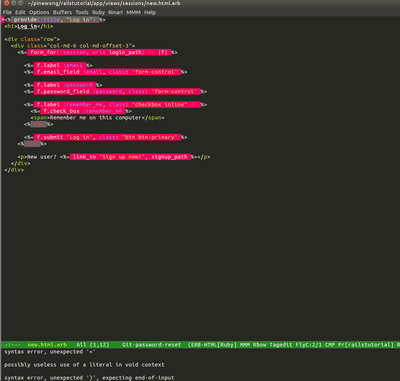 ~/pinewong/railstutorial/app/views/sessions/new.html.erb
File Edit Options Buffers Tools Ruby Rinari MMM Help
<% provide(:title, "Log in") %>
<h1>Log in</h1>
<div class="row">
<div class="col-md-6 col-md-offset-3">
<%= form_for(:session, url: login_path) do |f| %>
<%= f.label :email %>
<%= f.email_field :email, class: 'form-control' %>
<%= f.label :password %>
<%= f.password_field :password, class: 'form-control' %>
<%= f.label :remember_me, class: "checkbox inline" do %>
<%= f.check_box :remember_me %>
<span>Remember me on this computer</span>
<% end %>
<%= f.submit "Log in", class: "btn btn-primary" %>
<% end %>
<p>New user? <%= link_to "Sign up now!", signup_path %></p>
</div>
</div>
-:--- new.html.erb All (1,12) Git-password-reset (ERB-HTML[Ruby] MMM Rbow Tagedit FlyC:2/1 CMP Pr[railstutorial] R
syntax error, unexpected '<'
possibly useless use of a literal in void context
syntax error, unexpected ')', expecting end-of-input